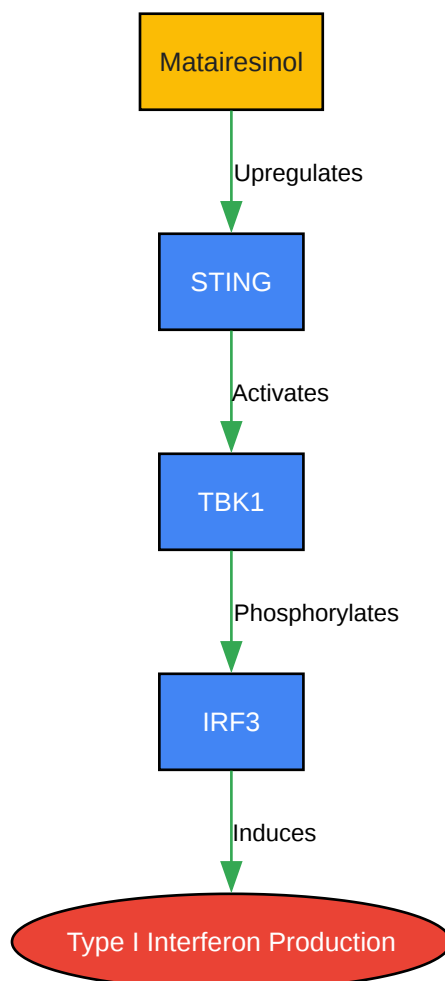 Matairesinol
Upregulates
STING
Activates
TBK1
Phosphorylates
IRF3
Induces
Type I Interferon Production